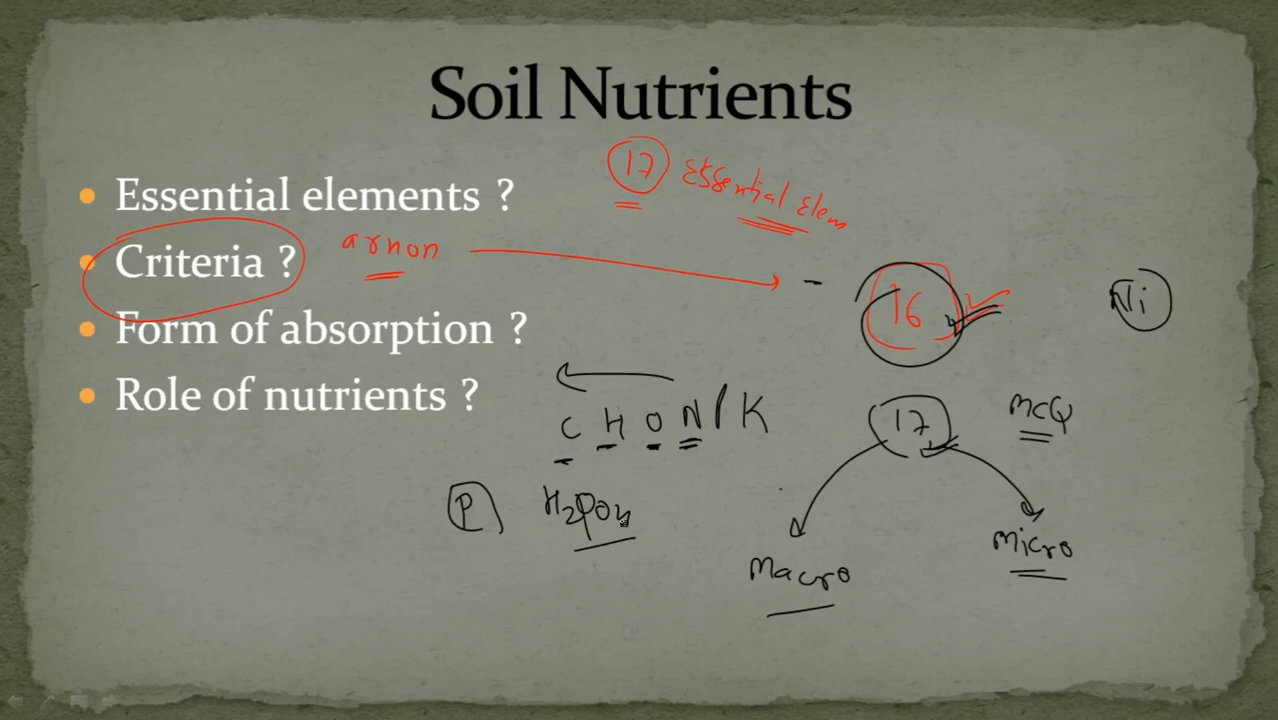 Soil Nutrients
17 Essential Elem
Essential elements ?
Criteria ?
arnon
16
Ni
Form of absorption ?
Role of nutrients ?
C H O N / K
17
MCQ
P
H2PO4
Macro
Micro